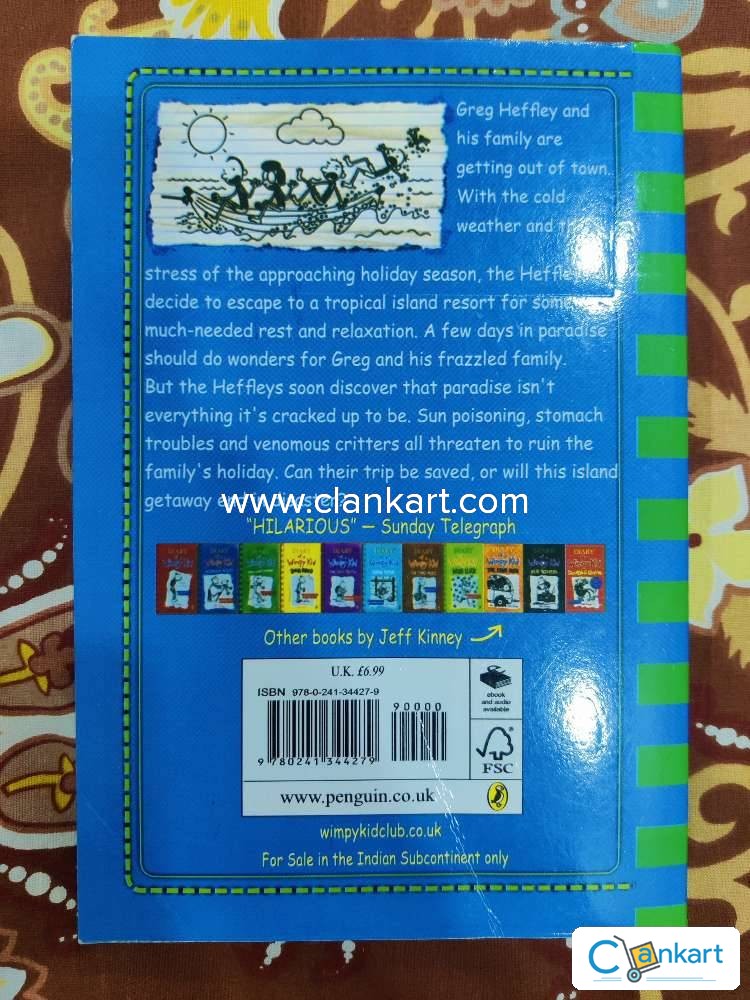 Greg Heffley and
his family are
getting out of town.
With the cold
weather and
stress of the approaching holiday season, the
decide to escape to a tropical island resort for
much-needed rest and relaxation. A few days in paradise
should do wonders for Greg and his frazzled family.
But the Heffleys soon discover that paradise isn't
everything it's cracked up to be. Sun poisoning, stomach
troubles and venomous critters all threaten to ruin the
family's holiday. Can their trip be saved, or will this island
getaway end in disaster?
www.clankart.com
"HILARIOUS" – Sunday Telegraph
Other books by Jeff Kinney
U.K. £6.99
ISBN 978-0-241-34427-9
90000
9 780241 344279
ebook
and audio
available
FSC
www.penguin.co.uk
wimpykidclub.co.uk
For Sale in the Indian Subcontinent only
Clankart